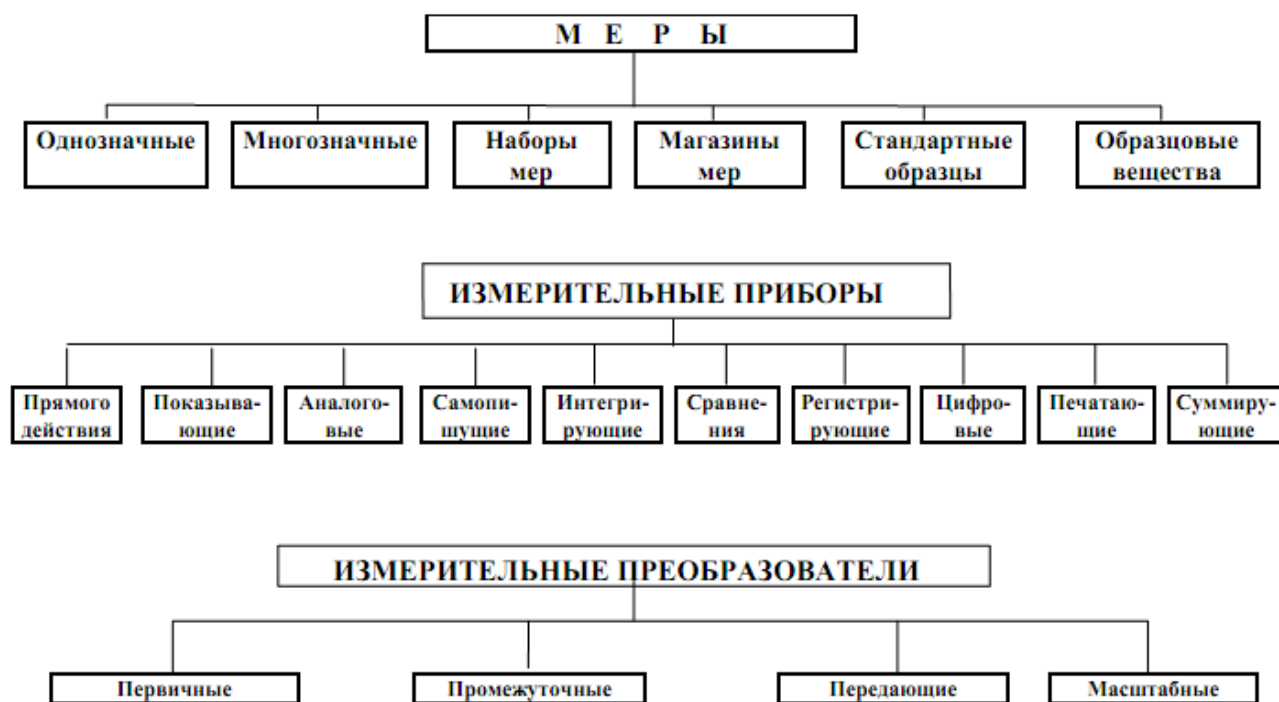 М Е Р Ы
Однозначные Многозначные Наборы Магазины Стандартные Образцовые
мер мер образцы вещества
ИЗМЕРИТЕЛЬНЫЕ ПРИБОРЫ
Прямого Показыва- Аналого- Самопи- Интегри- Сравне- Регистри- Цифро- Печатаю- Суммиру-
действия ющие вые шущие рующие ния рующие вые щие ющие
ИЗМЕРИТЕЛЬНЫЕ ПРЕОБРАЗОВАТЕЛИ
Первичные Промежуточные Передающие Масштабные